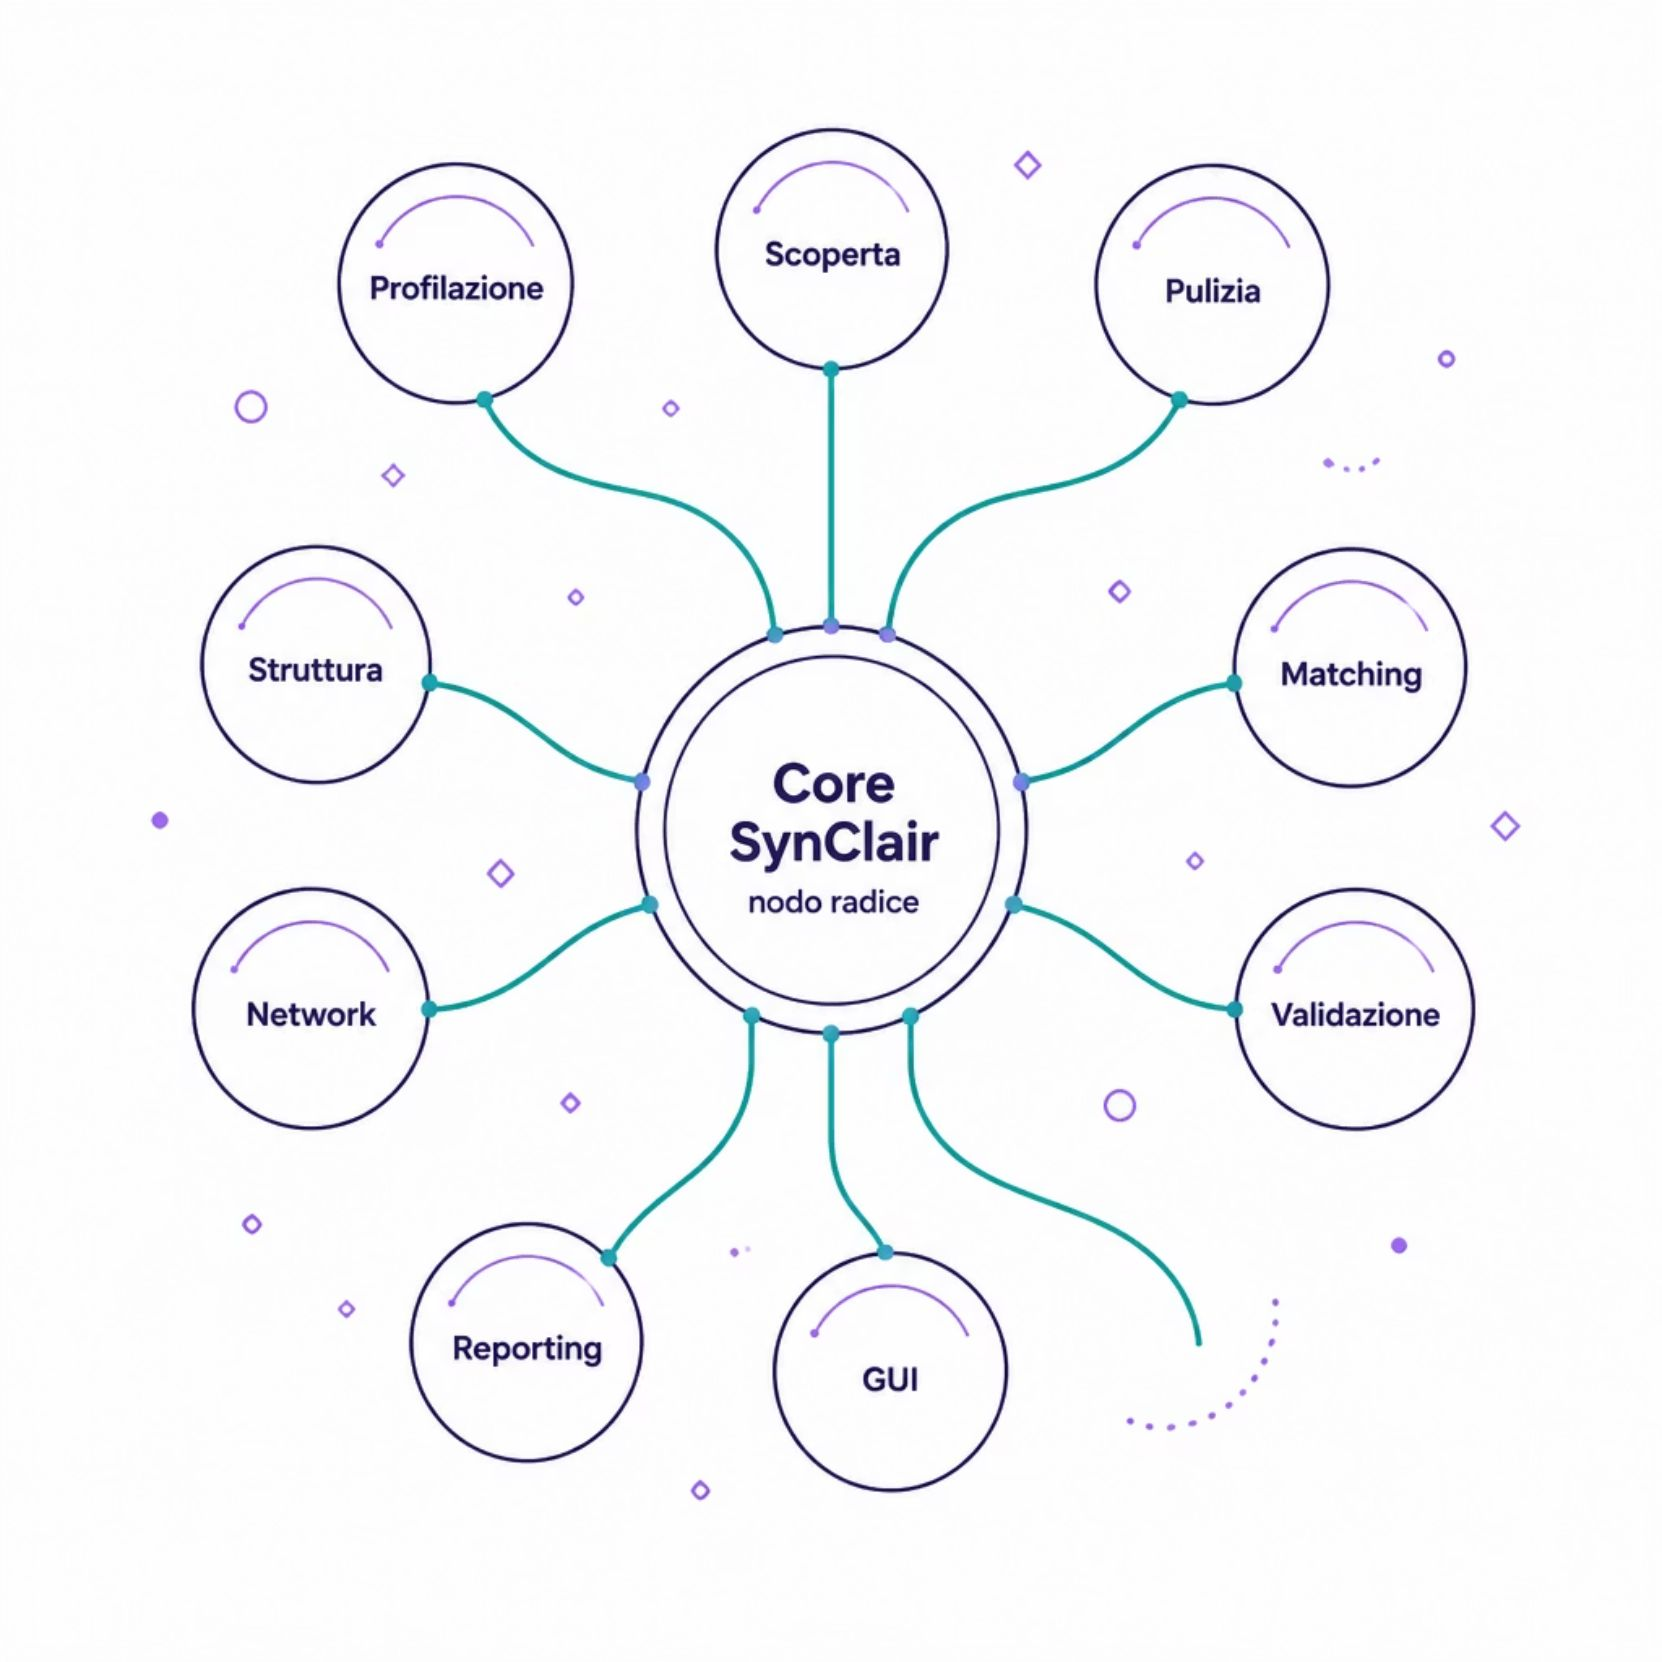 Scoperta
Profilazione
Pulizia
Struttura
Matching
Core
SynClair
nodo radice
Network
Validazione
Reporting
GUI